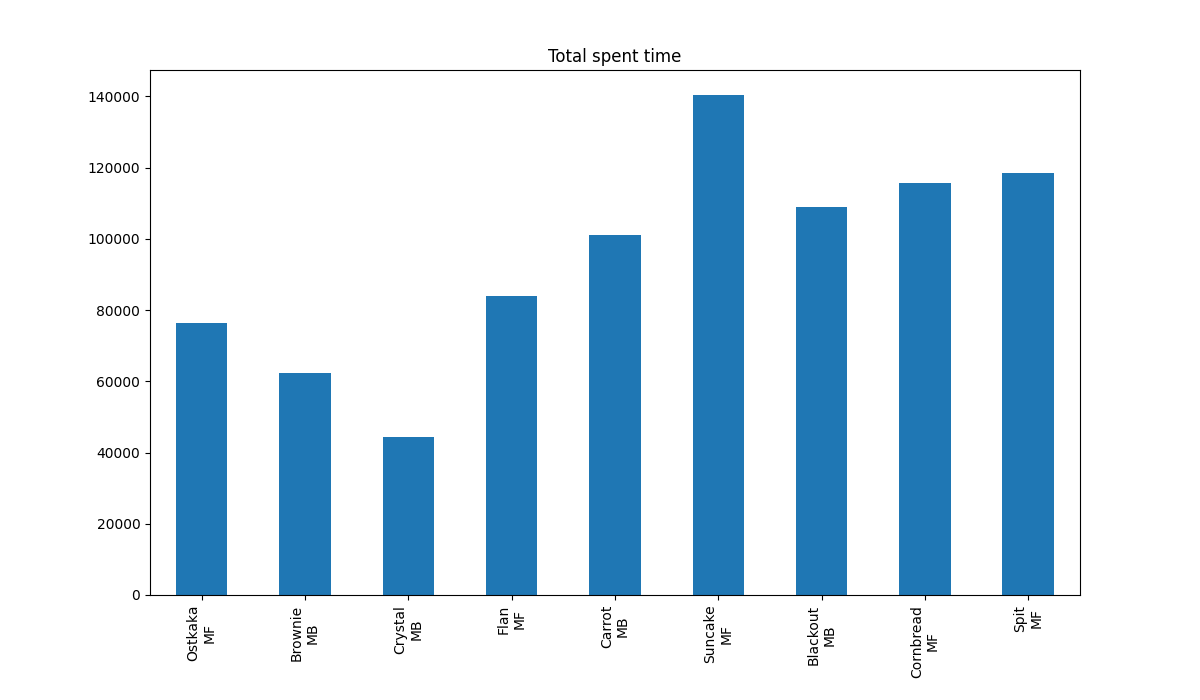 Total spent time
140000
120000
100000
80000
60000
40000
20000
0
Ostkaka
MF
Brownie
MB
Crystal
MB
Flan
MF
Carrot
MB
Suncake
MF
Blackout
MB
Cornbread
MF
Spit
MF